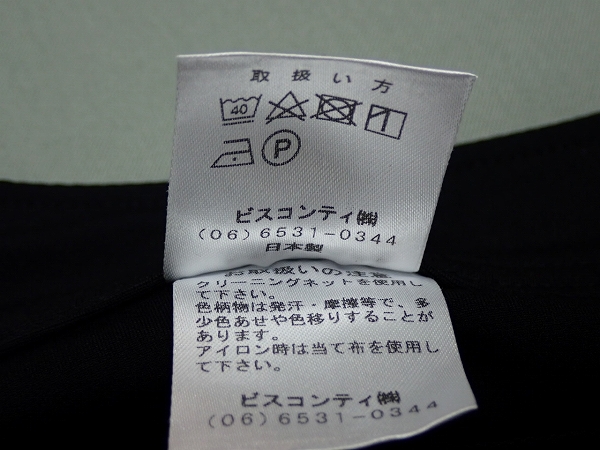 取扱い方
40
P
ビスコンティ㈱
(06)6531-0344
日本製
お取扱いの注意
クリーニングネットを使用し
て下さい。
色柄物は発汗・摩擦等で、多
少色あせや色移りすることが
あります。
アイロン時は当て布を使用し
て下さい。
ビスコンティ㈱
(06)6531-0344